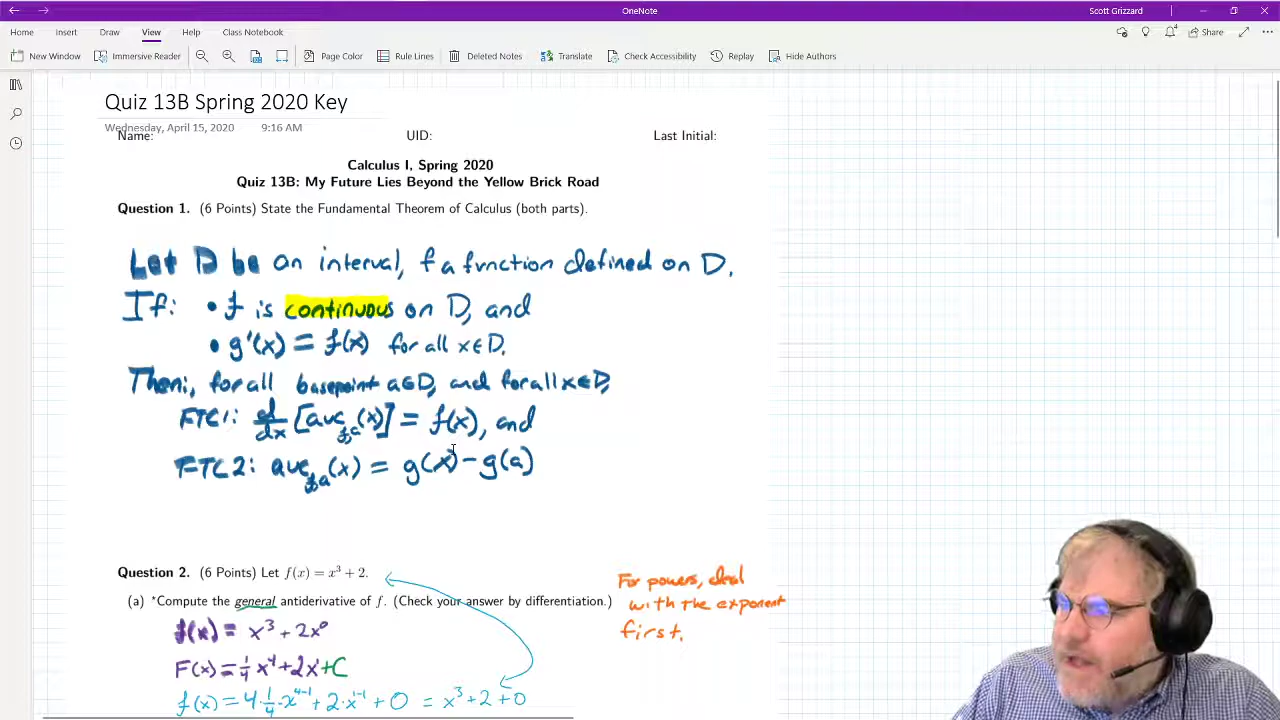 OneNote
Scott Grizzard
Home Insert Draw View Help Class Notebook
Share
New Window Immersive Reader Page Color Rule Lines Deleted Notes Translate Check Accessibility Replay Hide Authors
Quiz 13B Spring 2020 Key
Wednesday, April 15, 2020 9:16 AM
Name: UID: Last Initial:
Calculus I, Spring 2020
Quiz 13B: My Future Lies Beyond the Yellow Brick Road
Question 1. (6 Points) State the Fundamental Theorem of Calculus (both parts).
Let D be an interval, f a function defined on D.
If: • f is continuous on D, and
• g'(x) = f(x) for all x∈D.
Then:, for all basepoint a∈D, and for all x∈D,
FTC1: d/dx [auc_f,a(x)] = f(x), and
FTC2: auc_f,a(x) = g(x) - g(a)
Question 2. (6 Points) Let f(x) = x³ + 2.
(a) *Compute the general antiderivative of f. (Check your answer by differentiation.)
For powers, deal
with the exponent
first.
f(x) = x³ + 2x⁰
F(x) = ¼x⁴ + 2x¹ + C
f(x) = 4·¼·x⁴⁻¹ + 2·x¹⁻¹ + 0 = x³ + 2 + 0